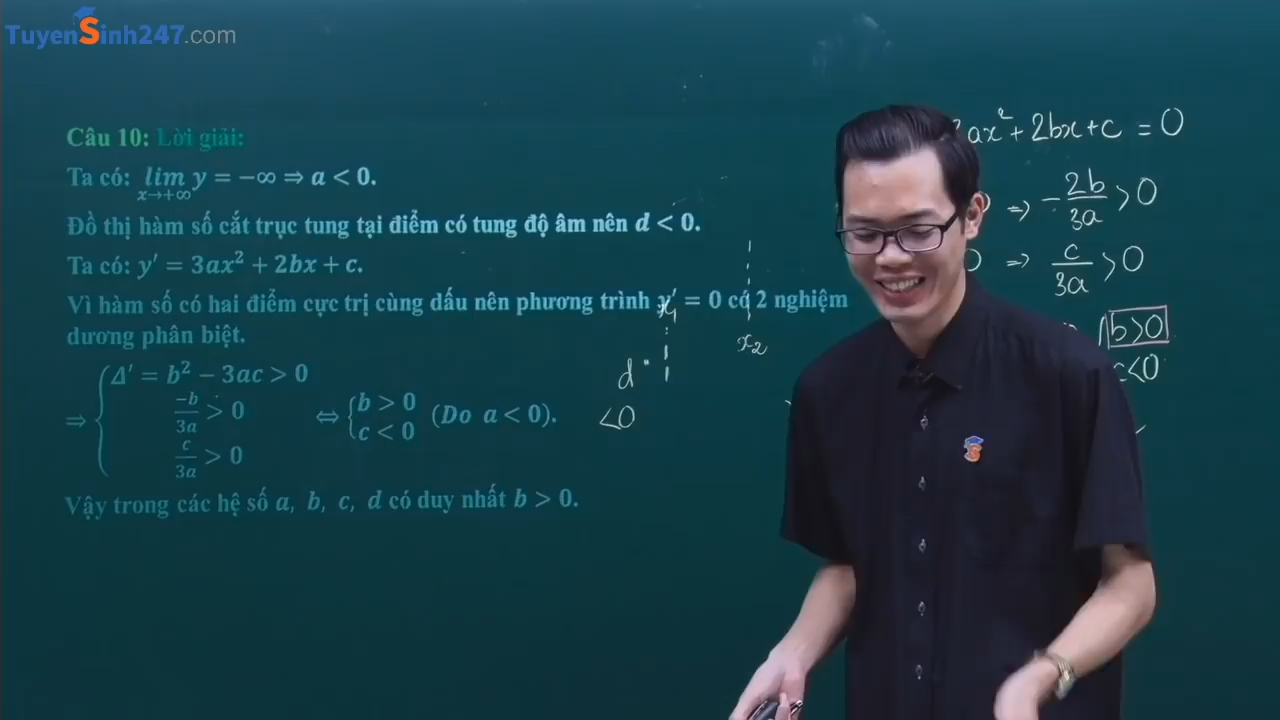 TuyenSinh247.com
Câu 10: Lời giải:
Ta có: lim y = −∞ ⇒ a < 0.
x→+∞
Đồ thị hàm số cắt trục tung tại điểm có tung độ âm nên d < 0.
Ta có: y′ = 3ax² + 2bx + c.
Vì hàm số có hai điểm cực trị cùng dấu nên phương trình y′ = 0 có 2 nghiệm
dương phân biệt.
⇒ { Δ′ = b² − 3ac > 0
−b/3a > 0
c/3a > 0
⇔ { b > 0
c < 0
(Do a < 0).
Vậy trong các hệ số a, b, c, d có duy nhất b > 0.
x₁
x₂
d
<0
ax² + 2bx + c = 0
⇒ −2b/3a > 0
0 ⇒ c/3a > 0
b>0
c<0